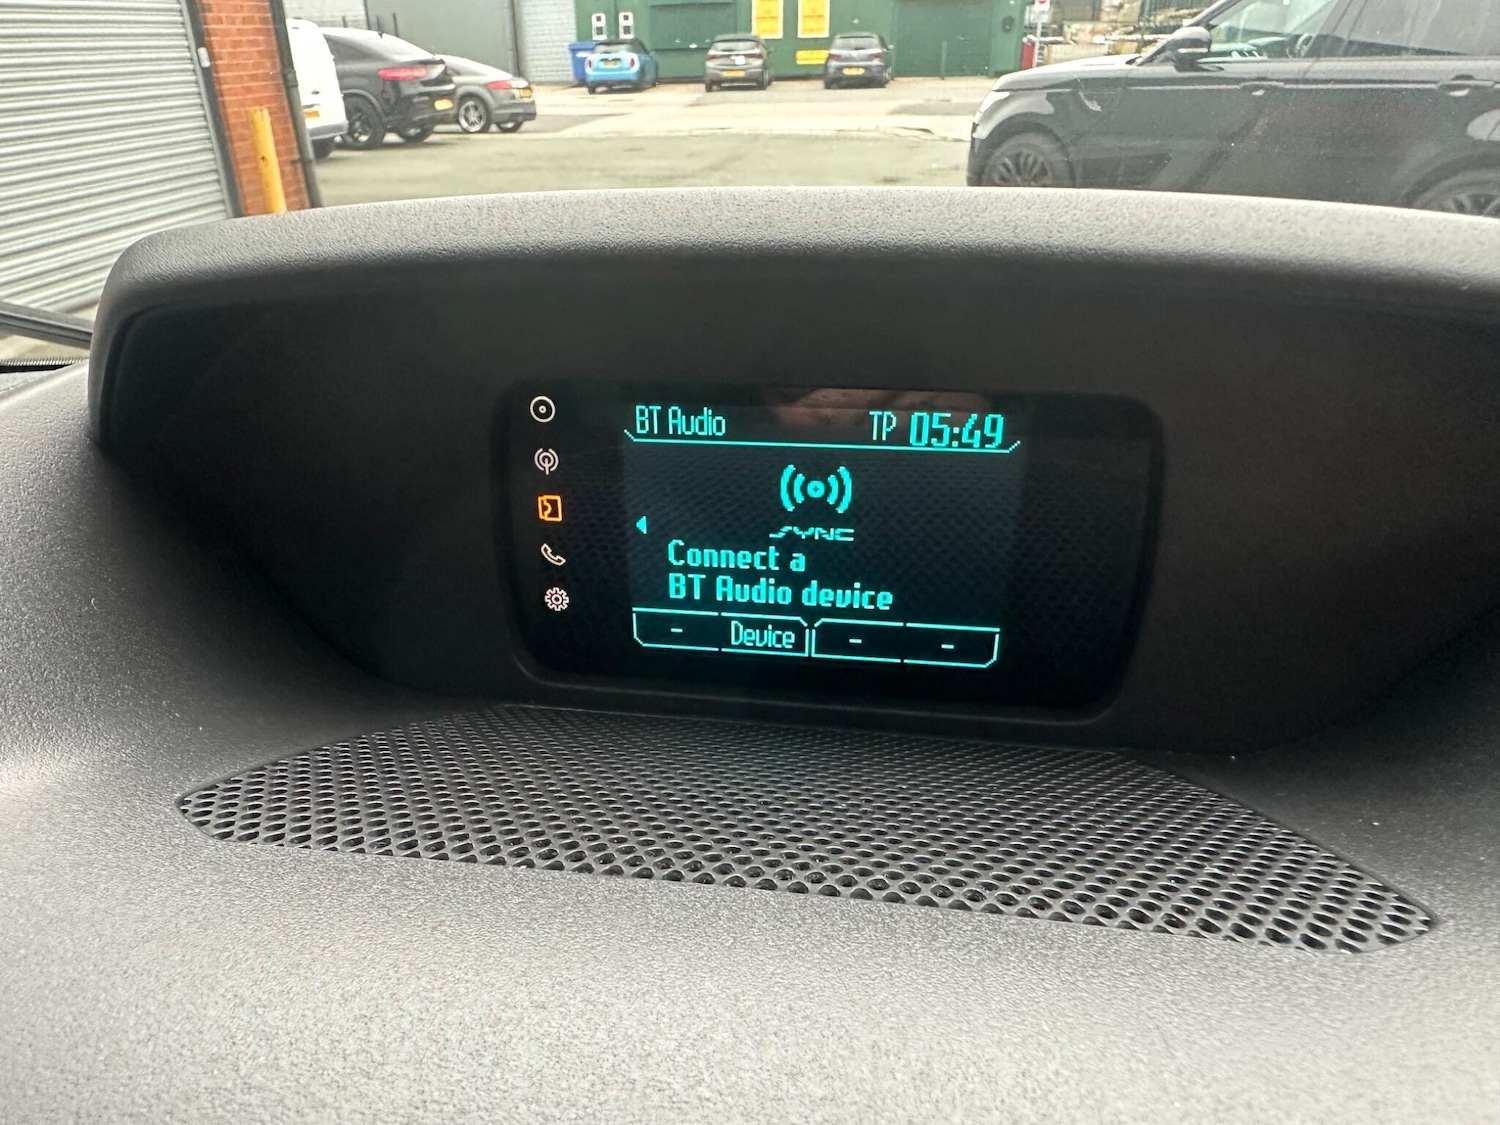 BT Audio TP 05:49
SYNC
Connect a
BT Audio device
- Device - -